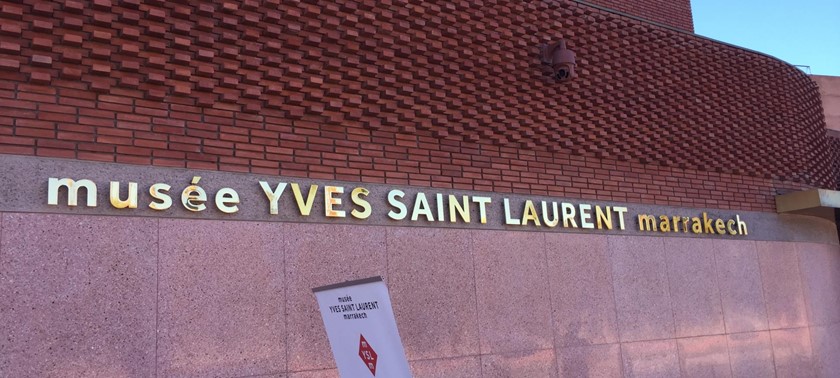 musée YVES SAINT LAURENT marrakech
musée
YVES SAINT LAURENT
marrakech
m
YSL
m